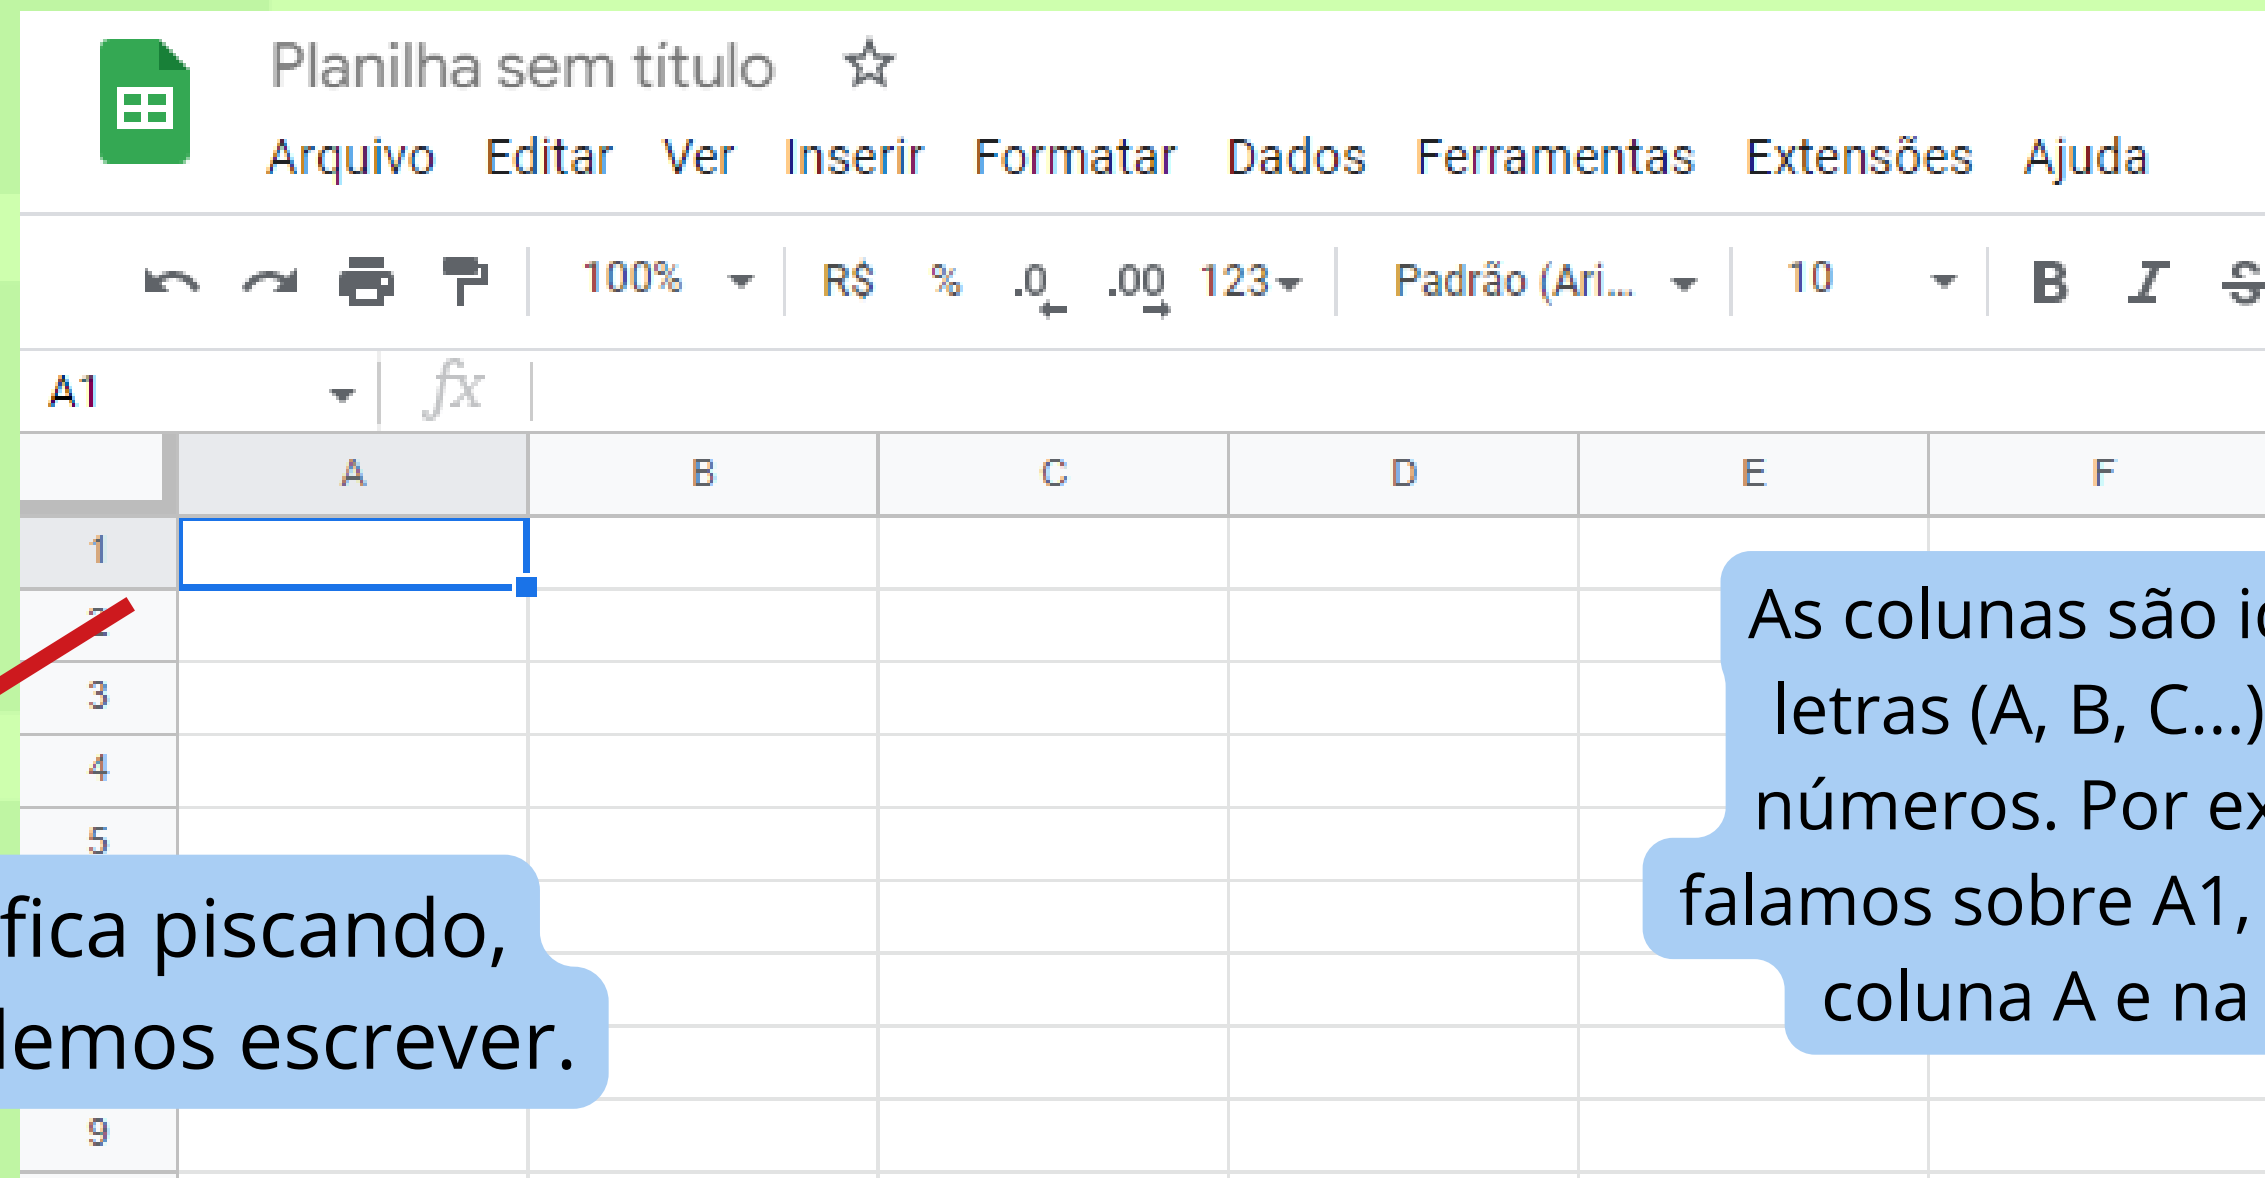 Planilha sem título
Arquivo Editar Ver Inserir Formatar Dados Ferramentas Extensões Ajuda
100% R$ % .0 .00 123 Padrão (Ari... 10 B I S
A1 fx
A B C D E F
1
2
3
4
5
9
As colunas são
letras (A, B, C...)
números. Por
falamos sobre A1,
coluna A e na
fica piscando,
escrever.